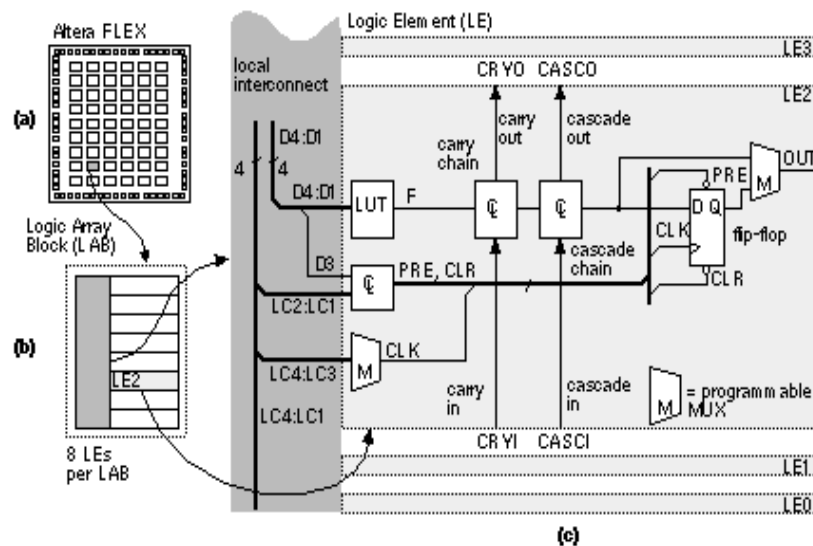 Altera FLEX
(a)
Logic Array
Block (LAB)
(b)
LE2
8 LEs
per LAB
Logic Element (LE)
LE3
CRYO CASCO
LE2
local
interconnect
carry
out
cascade
out
D4:D1
4 4
carry
chain
PRE
M
OUT
D4:D1
LUT
F
D Q
CLK
flip-flop
cascade
chain
D3
PRE, CLR
CLR
LC2:LC1
CLK
M
LC4:LC3
carry
in
cascade
in
M
= programmable
MUX
LC4:LC1
CRYI CASCI
LE1
LE0
(c)